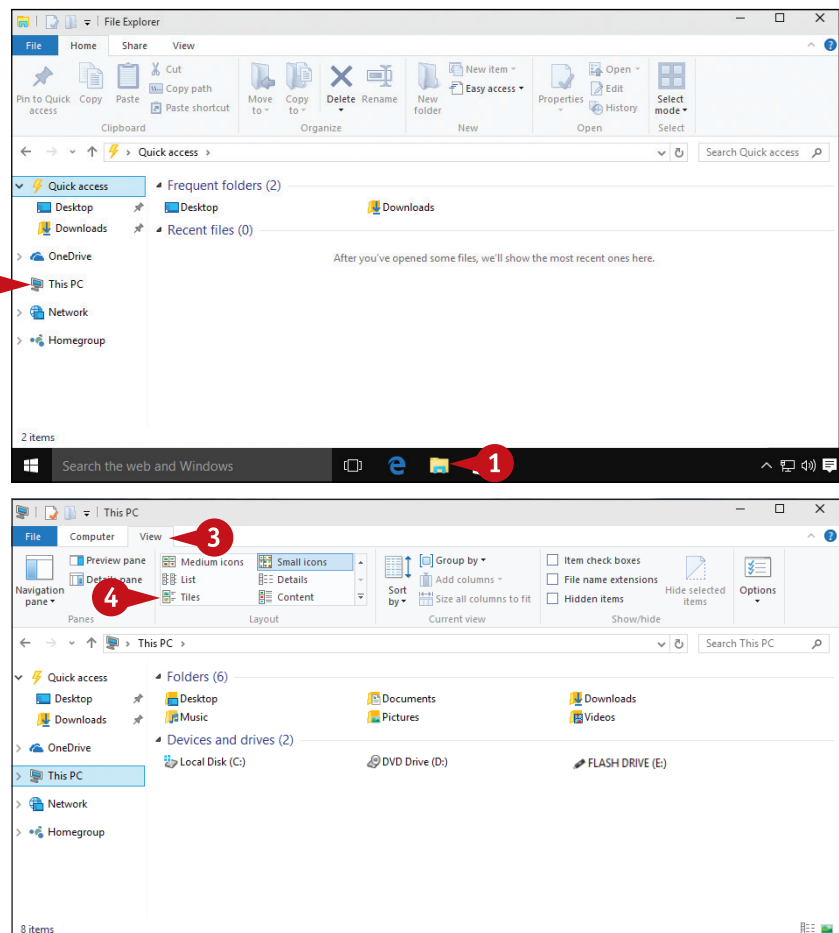 File Explorer
File Home Share View
Pin to Quick access
Copy
Paste
Cut
Copy path
Paste shortcut
Move to
Copy to
Delete
Rename
New folder
New item
Easy access
Properties
Open
Edit
History
Select mode
Clipboard Organize New Open Select
Quick access
Search Quick access
Quick access
Desktop
Downloads
OneDrive
This PC
Network
Homegroup
Frequent folders (2)
Desktop Downloads
Recent files (0)
After you've opened some files, we'll show the most recent ones here.
2 items
Search the web and Windows
1
This PC
File Computer View
3
Navigation pane
Preview pane
Details pane
4
Medium icons Small icons
List Details
Tiles Content
Sort by
Group by
Add columns
Size all columns to fit
Item check boxes
File name extensions
Hidden items
Hide selected items
Options
Panes Layout Current view Show/hide
This PC
Search This PC
Quick access
Desktop
Downloads
OneDrive
This PC
Network
Homegroup
Folders (6)
Desktop Documents Downloads
Music Pictures Videos
Devices and drives (2)
Local Disk (C:) DVD Drive (D:) FLASH DRIVE (E:)
8 items